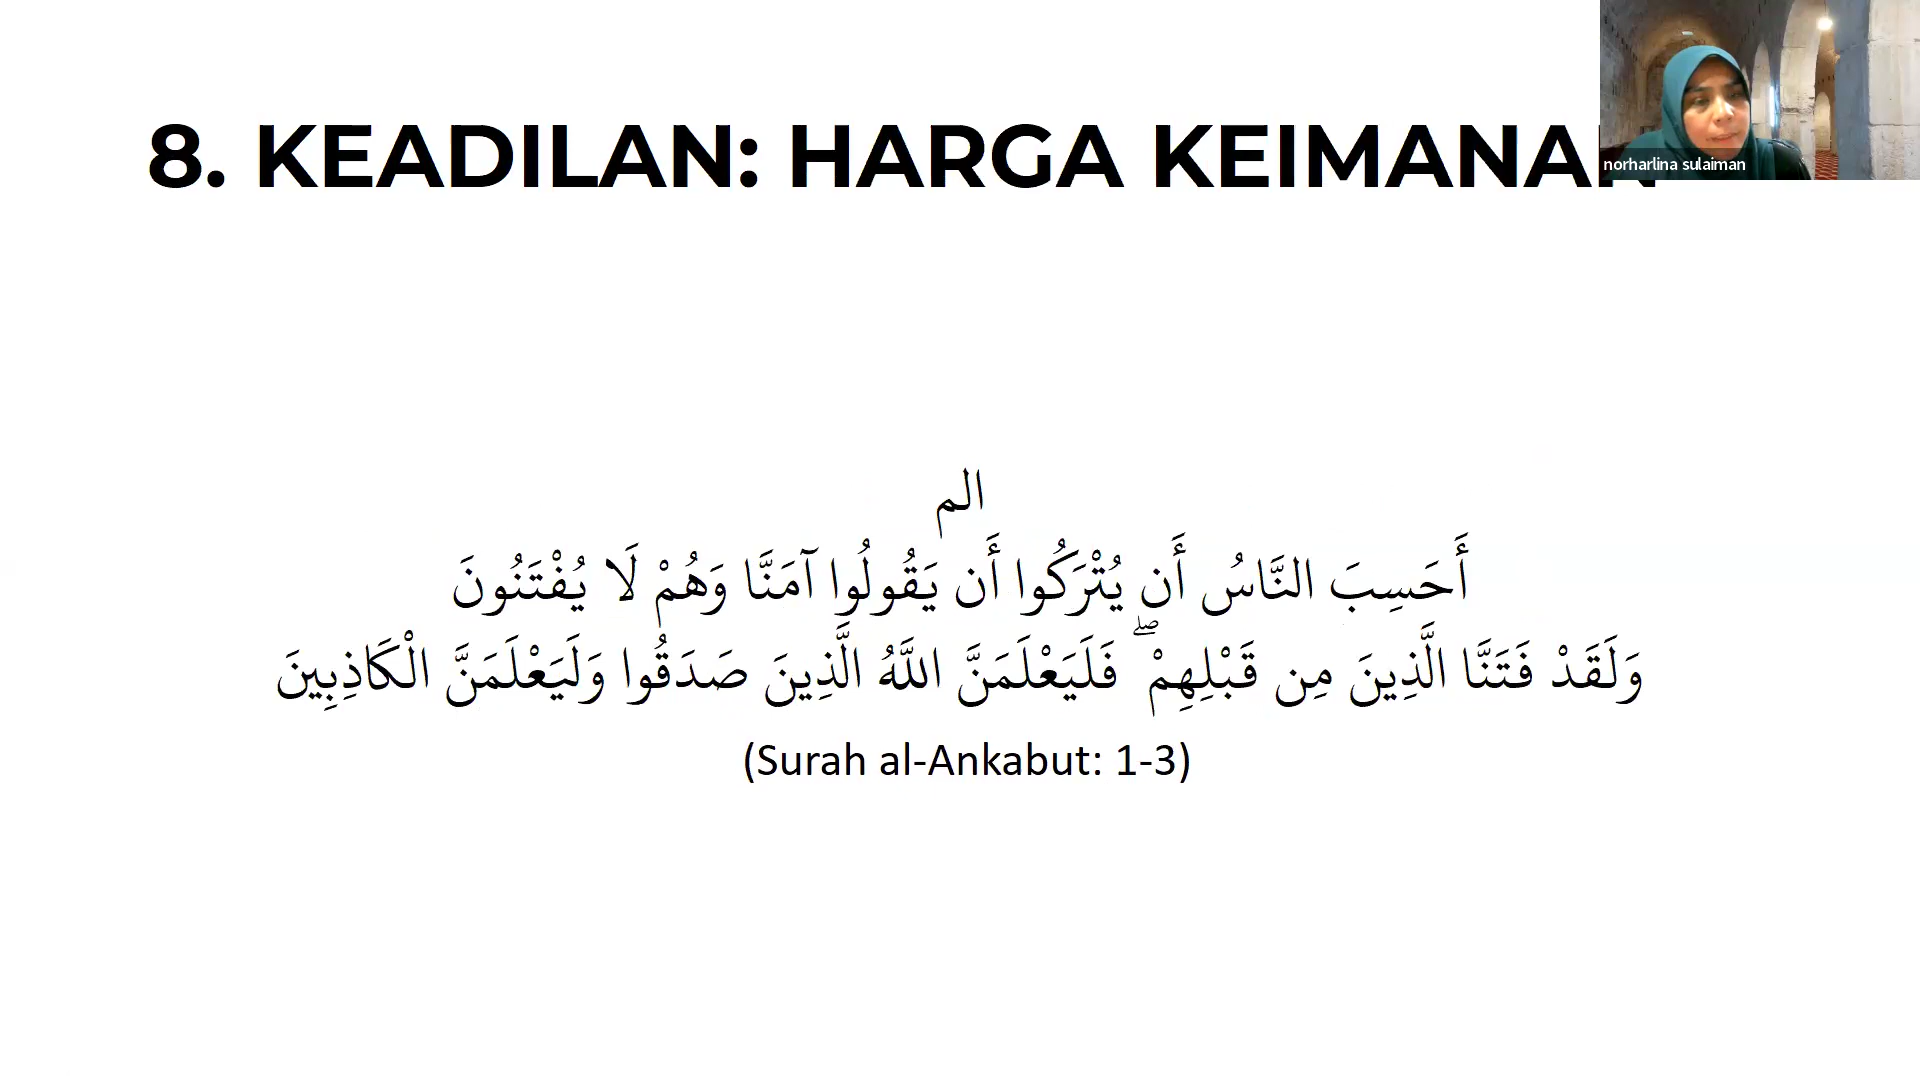 8. KEADILAN: HARGA KEIMANAN
norharlina sulaiman
الم
أَحَسِبَ النَّاسُ أَن يُتْرَكُوا أَن يَقُولُوا آمَنَّا وَهُمْ لَا يُفْتَنُونَ
وَلَقَدْ فَتَنَّا الَّذِينَ مِن قَبْلِهِمْ ۖ فَلَيَعْلَمَنَّ اللَّهُ الَّذِينَ صَدَقُوا وَلَيَعْلَمَنَّ الْكَاذِبِينَ
(Surah al-Ankabut: 1-3)